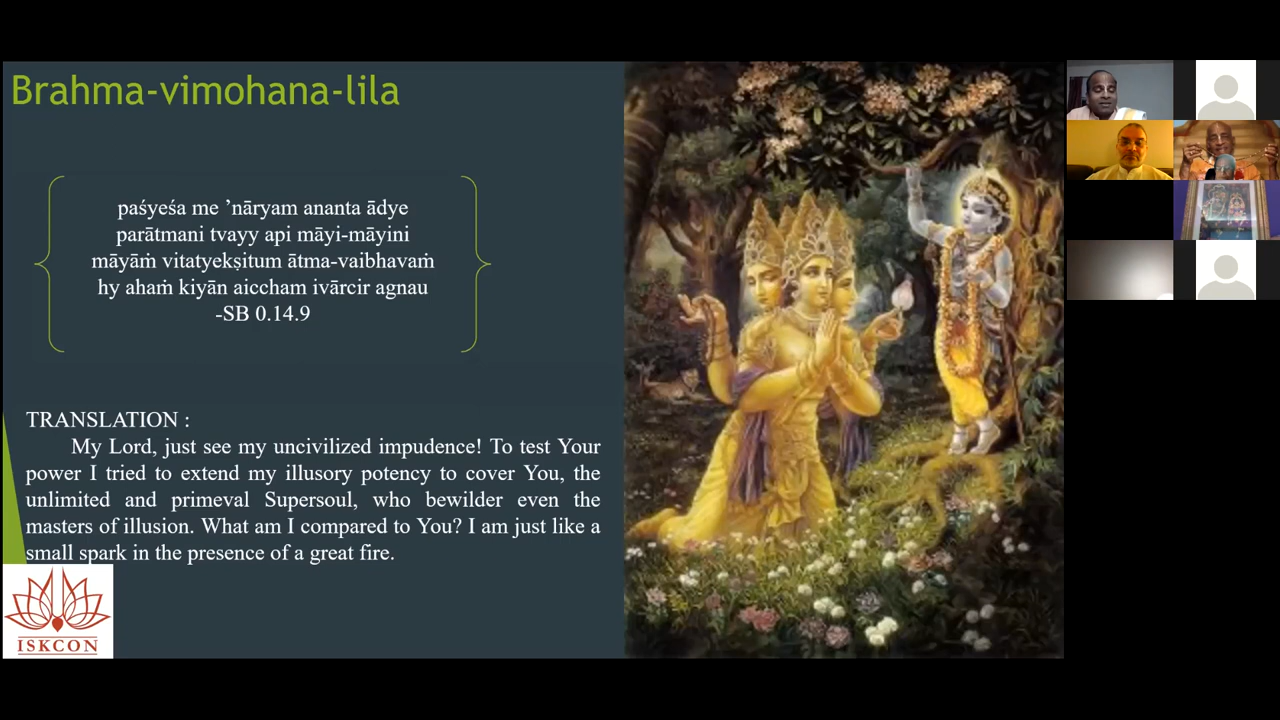 Brahma-vimohana-lila
paśyeśa me ’nāryam ananta ādye
parātmani tvayy api māyi-māyini
māyāṁ vitatyekṣitum ātma-vaibhavaṁ
hy ahaṁ kiyān aiccham ivārcir agnau
-SB 0.14.9
TRANSLATION :
My Lord, just see my uncivilized impudence! To test Your
power I tried to extend my illusory potency to cover You, the
unlimited and primeval Supersoul, who bewilder even the
masters of illusion. What am I compared to You? I am just like a
small spark in the presence of a great fire.
ISKCON